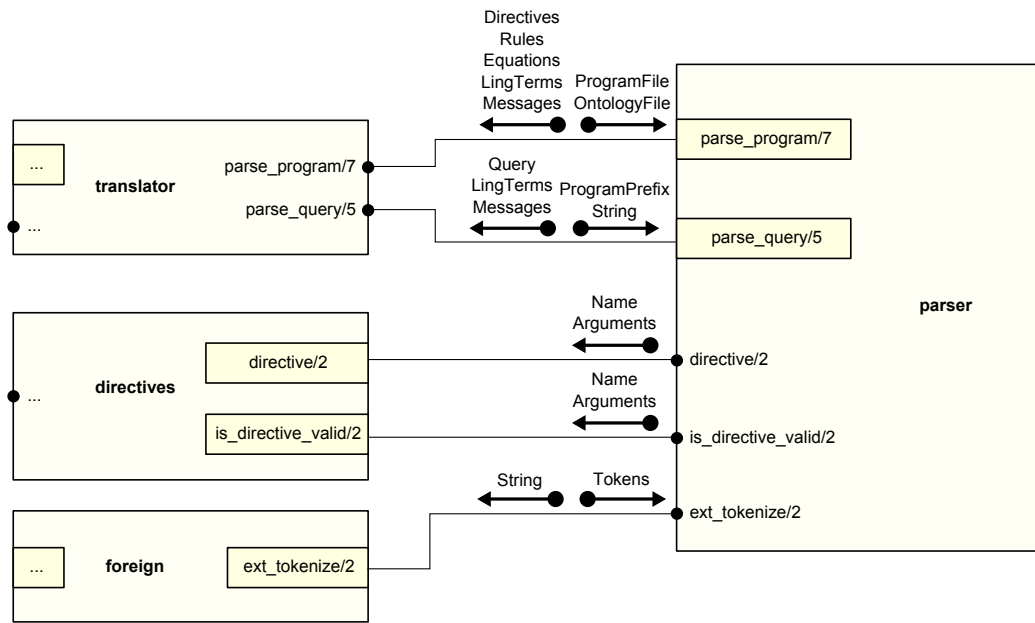 Directives
Rules
Equations
LingTerms
Messages
ProgramFile
OntologyFile
parse_program/7
...
translator
parse_program/7
parse_query/5
...
Query
LingTerms
Messages
ProgramPrefix
String
parse_query/5
parser
Name
Arguments
directive/2
directive/2
directives
...
Name
Arguments
is_directive_valid/2
is_directive_valid/2
String
Tokens
ext_tokenize/2
...
foreign
ext_tokenize/2